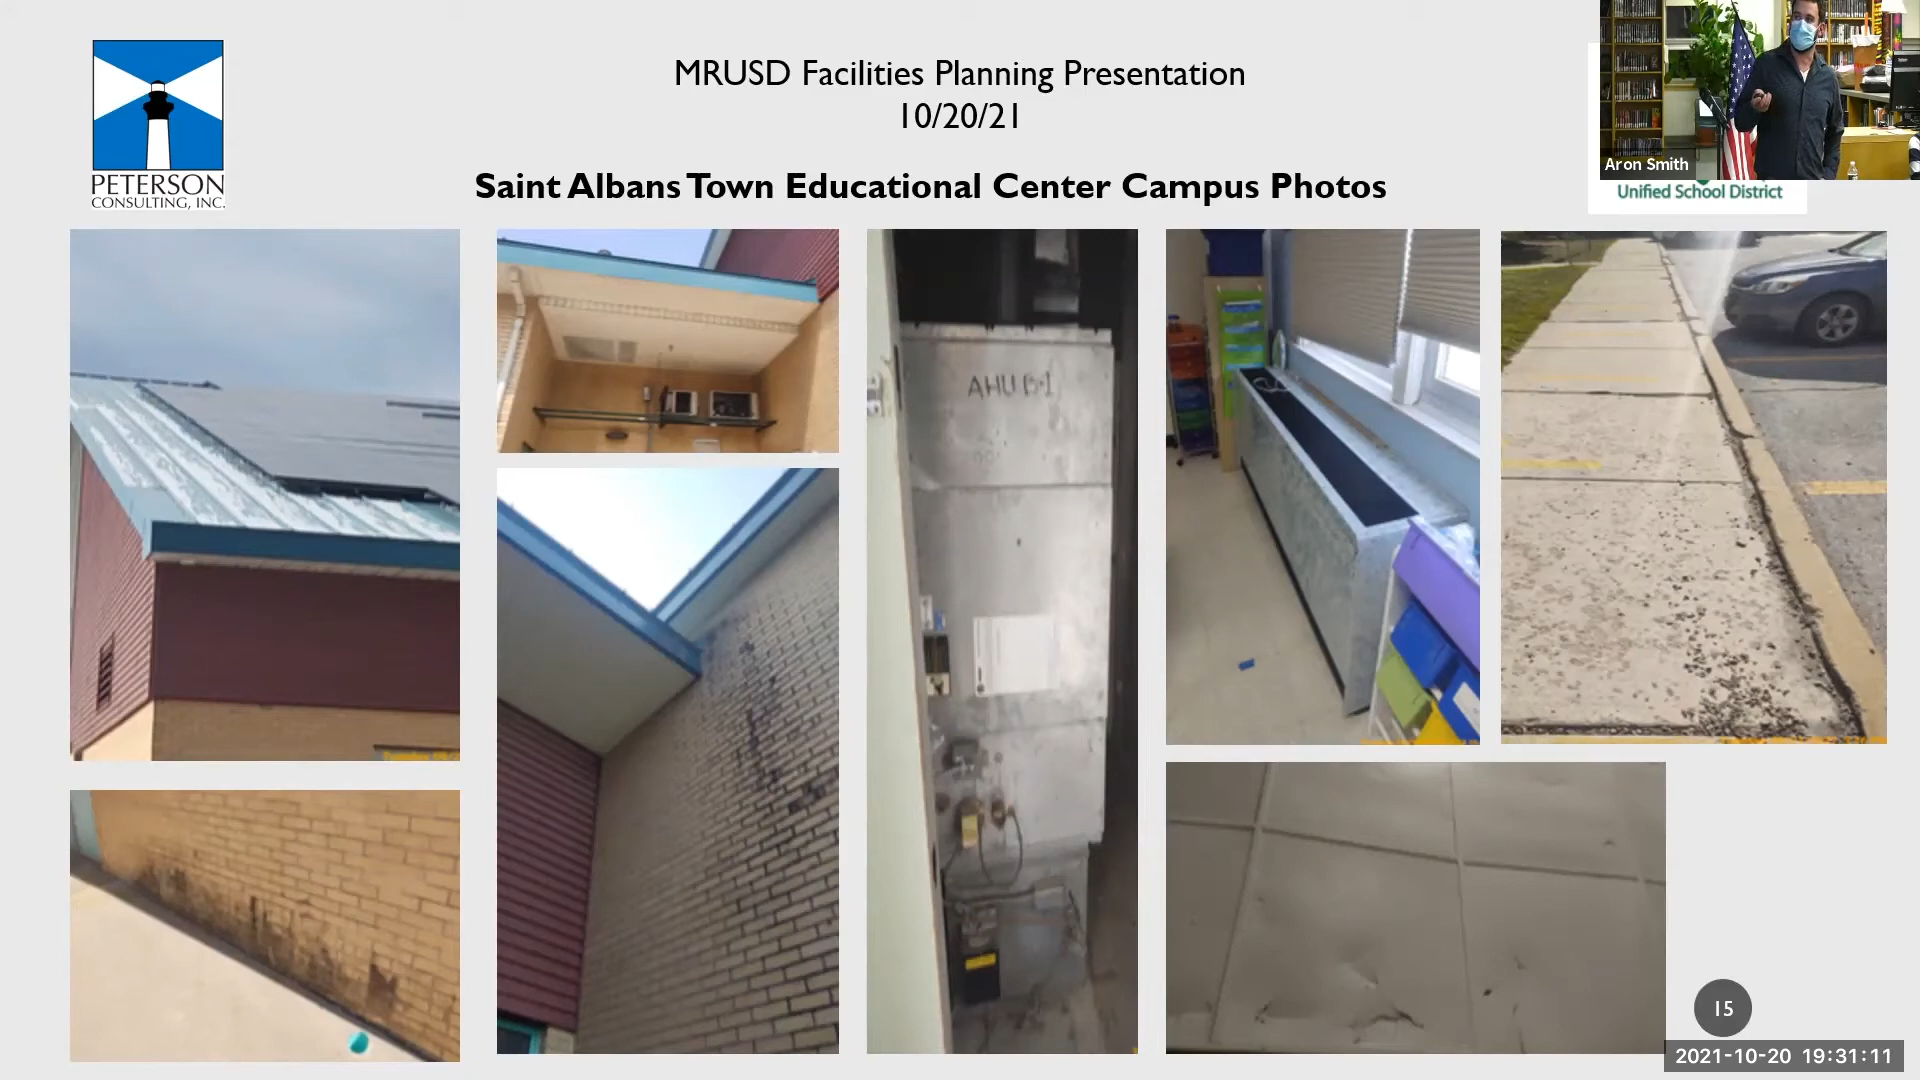 MRUSD Facilities Planning Presentation
10/20/21
PETERSON
CONSULTING, INC.
Saint Albans Town Educational Center Campus Photos
Aron Smith
Unified School District
AHU B-1
15
2021-10-20 19:31:11